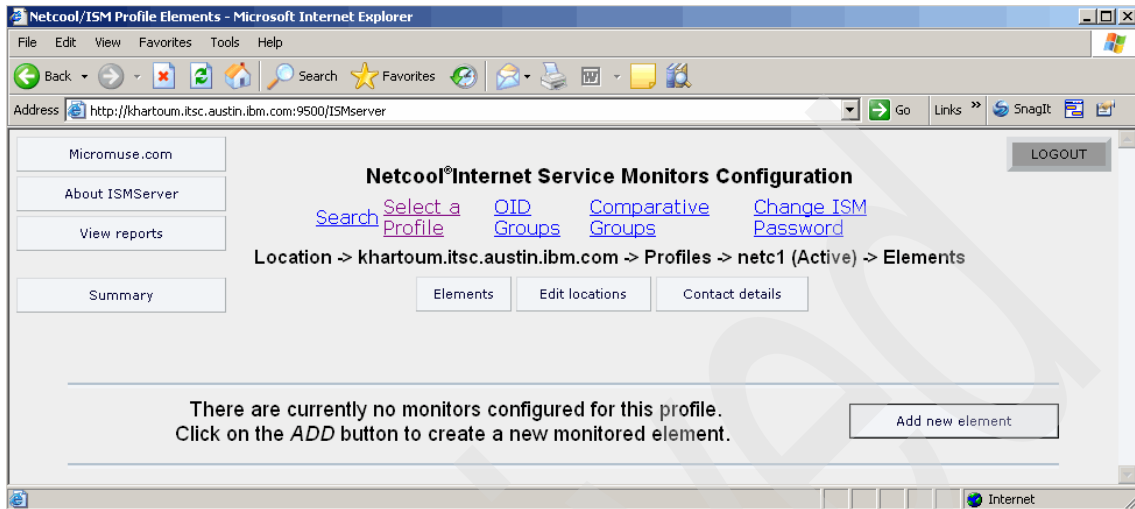 Netcool/ISM Profile Elements - Microsoft Internet Explorer
File Edit View Favorites Tools Help
Back Search Favorites
Address http://khartoum.itsc.austin.ibm.com:9500/ISMserver Go Links » SnagIt
Micromuse.com
LOGOUT
Netcool®Internet Service Monitors Configuration
About ISMServer
Search Select a Profile OID Groups Comparative Groups Change ISM Password
View reports
Location -> khartoum.itsc.austin.ibm.com -> Profiles -> netc1 (Active) -> Elements
Summary
Elements Edit locations Contact details
There are currently no monitors configured for this profile.
Click on the ADD button to create a new monitored element.
Add new element
Internet